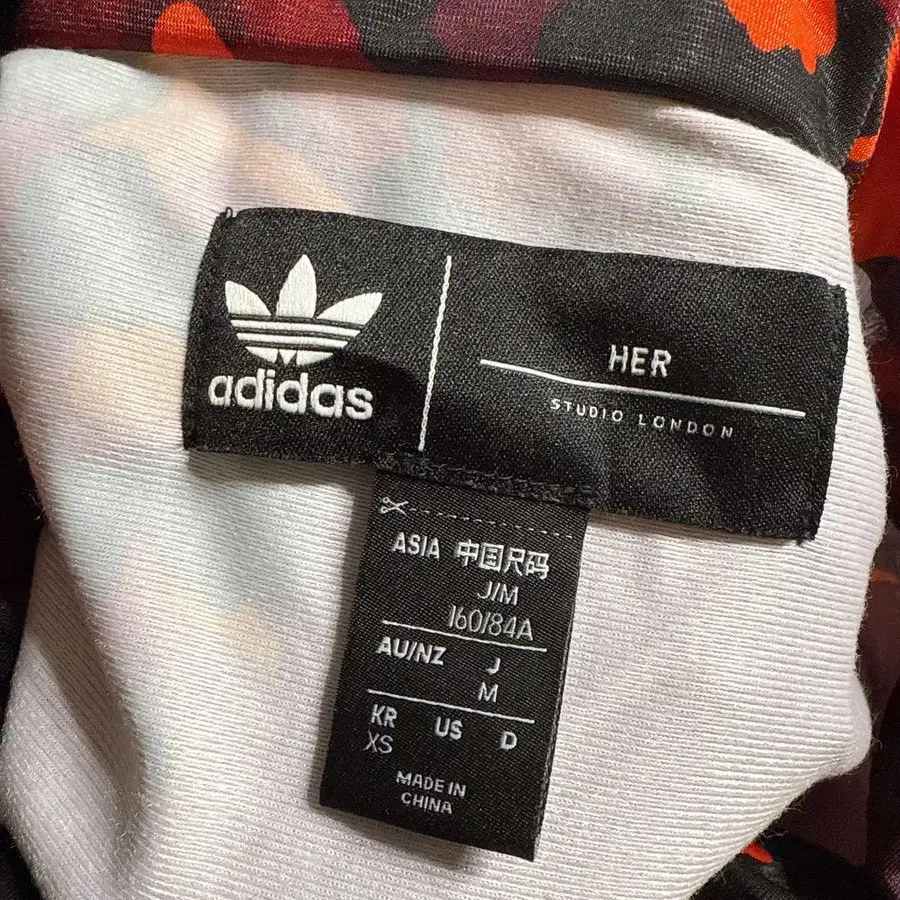 adidas
HER
STUDIO LONDON
ASIA 中国尺码
J/M
160/84A
AU/NZ J
M
KR US D
XS
MADE IN
CHINA